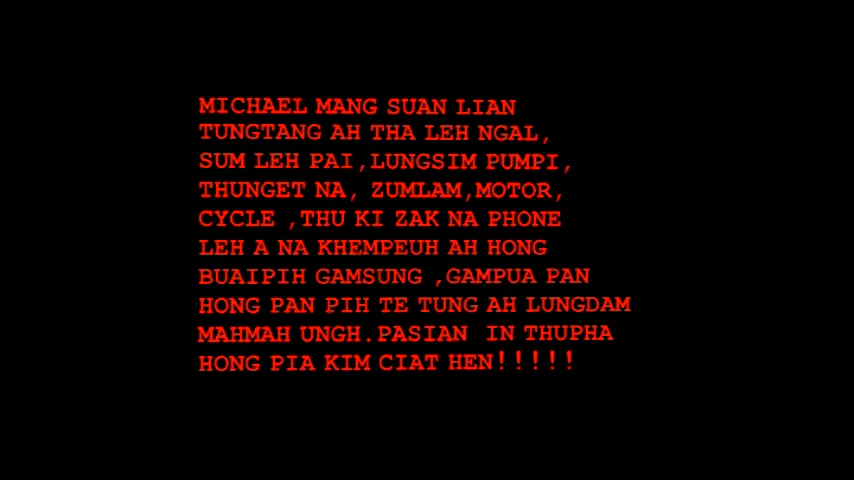 MICHAEL MANG SUAN LIAN
TUNGTANG AH THA LEH NGAL,
SUM LEH PAI,LUNGSIM PUMPI,
THUNGET NA, ZUMLAM,MOTOR,
CYCLE ,THU KI ZAK NA PHONE
LEH A NA KHEMPEUH AH HONG
BUAIPIH GAMSUNG ,GAMPUA PAN
HONG PAN PIH TE TUNG AH LUNGDAM
MAHMAH UNGH.PASIAN IN THUPHA
HONG PIA KIM CIAT HEN!!!!!